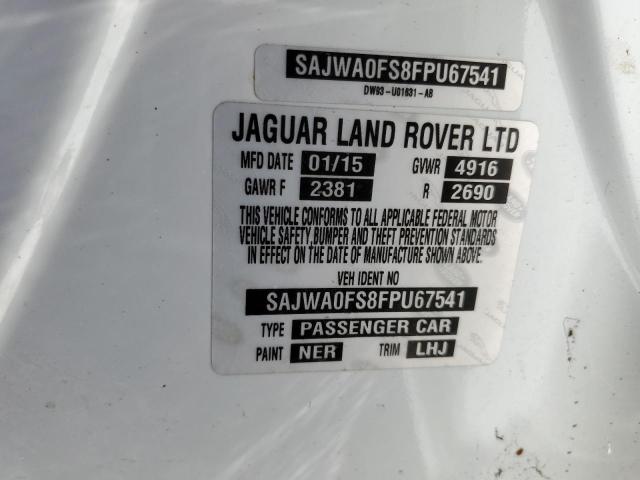 SAJWA0FS8FPU67541
DW93-U01631-AB
JAGUAR LAND ROVER LTD
MFD DATE 01/15 GVWR 4916
GAWR F 2381 R 2690
THIS VEHICLE CONFORMS TO ALL APPLICABLE FEDERAL MOTOR
VEHICLE SAFETY,BUMPER AND THEFT PREVENTION STANDARDS
IN EFFECT ON THE DATE OF MANUFACTURE SHOWN ABOVE.
VEH IDENT NO
SAJWA0FS8FPU67541
TYPE PASSENGER CAR
PAINT NER TRIM LHJ